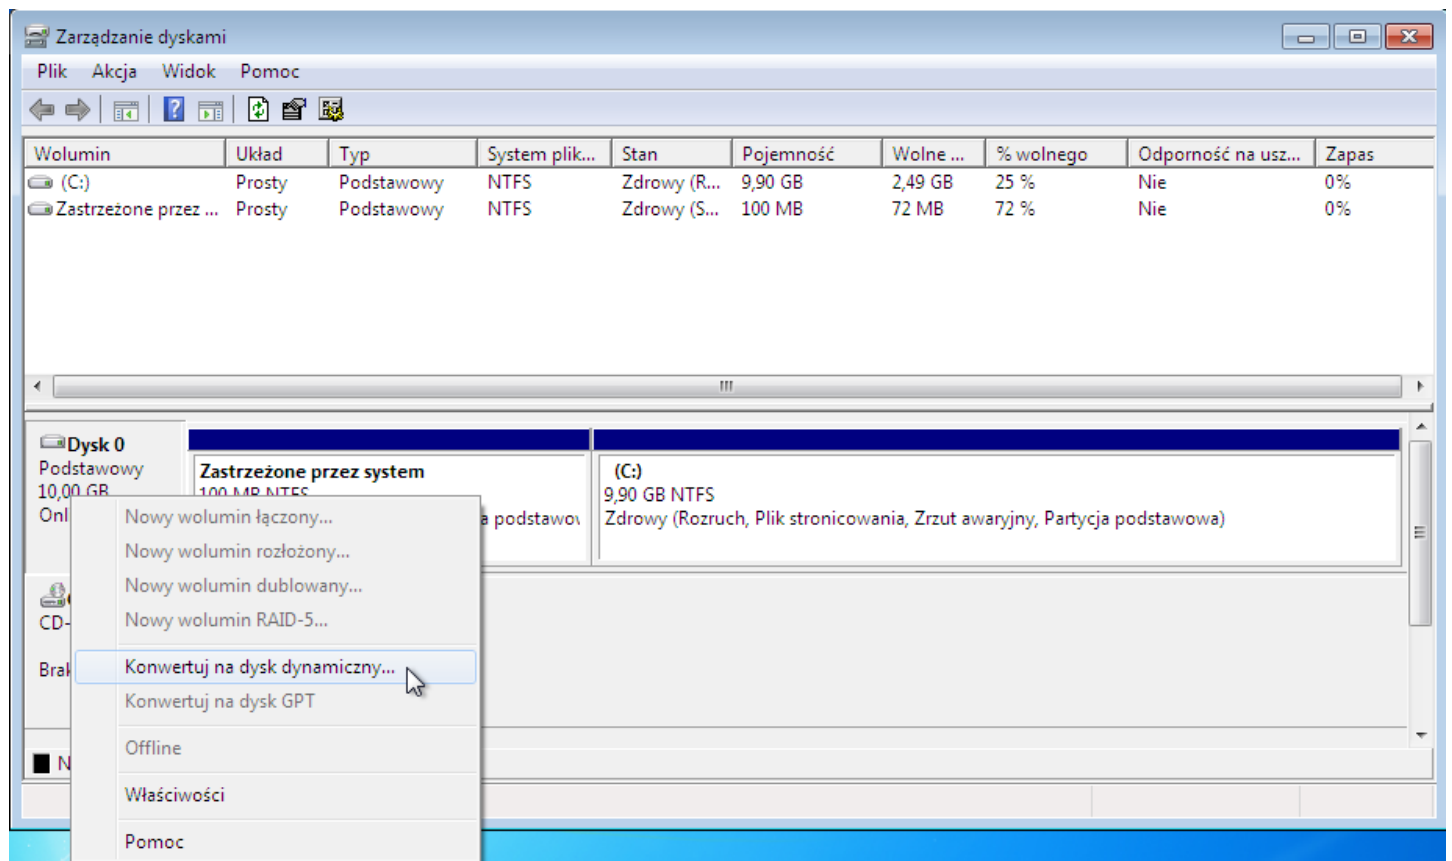 Zarządzanie dyskami
Plik Akcja Widok Pomoc
Wolumin Układ Typ System plik... Stan Pojemność Wolne ... % wolnego Odporność na usz... Zapas
(C:) Prosty Podstawowy NTFS Zdrowy (R... 9,90 GB 2,49 GB 25 % Nie 0%
Zastrzeżone przez ... Prosty Podstawowy NTFS Zdrowy (S... 100 MB 72 MB 72 % Nie 0%
Dysk 0
Podstawowy
10,00 GB
Onl
Zastrzeżone przez system
100 MB NTFS
a podstawow
(C:)
9,90 GB NTFS
Zdrowy (Rozruch, Plik stronicowania, Zrzut awaryjny, Partycja podstawowa)
CD-
Brak
N
Nowy wolumin łączony...
Nowy wolumin rozłożony...
Nowy wolumin dublowany...
Nowy wolumin RAID-5...
Konwertuj na dysk dynamiczny...
Konwertuj na dysk GPT
Offline
Właściwości
Pomoc